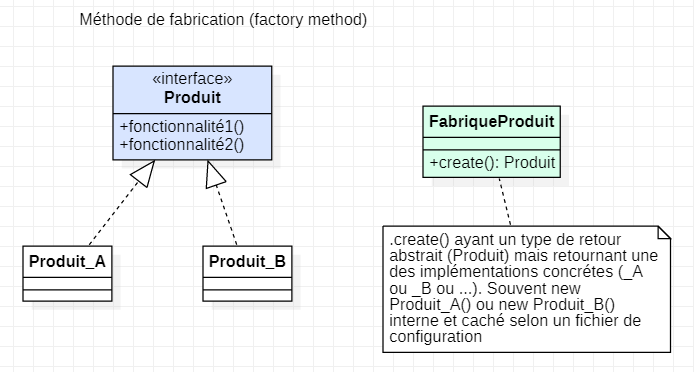 Méthode de fabrication (factory method)
«interface»
Produit
+fonctionnalité1()
+fonctionnalité2()
Produit_A
Produit_B
FabriqueProduit
+create(): Produit
.create() ayant un type de retour
abstrait (Produit) mais retournant une
des implémentations concrétes (_A
ou _B ou ...). Souvent new
Produit_A() ou new Produit_B()
interne et caché selon un fichier de
configuration